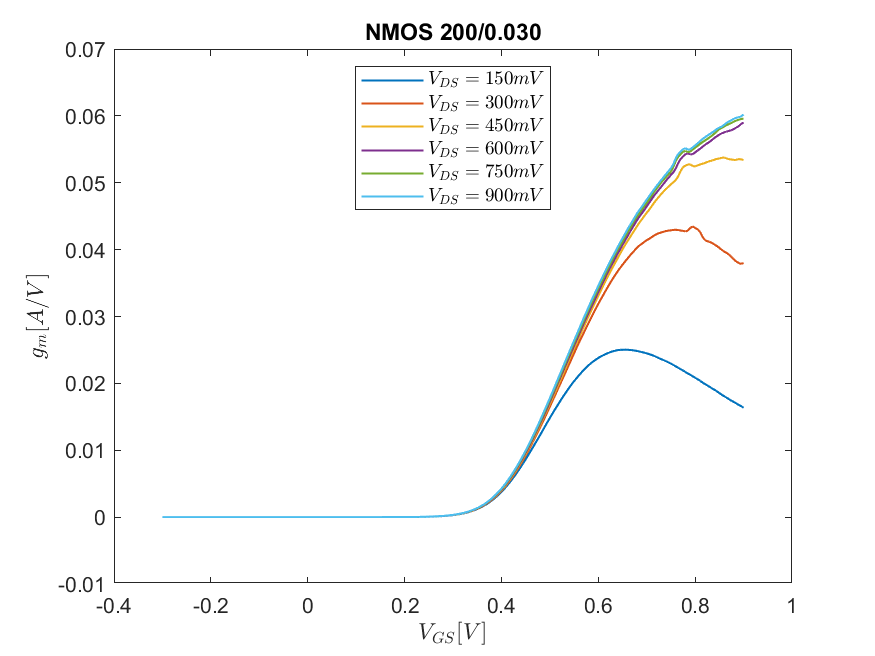 NMOS 200/0.030
0.07
0.06
0.05
0.04
0.03
0.02
0.01
0
-0.01
g_m[A/V]
V_DS = 150mV
V_DS = 300mV
V_DS = 450mV
V_DS = 600mV
V_DS = 750mV
V_DS = 900mV
-0.4 -0.2 0 0.2 0.4 0.6 0.8 1
V_GS[V]